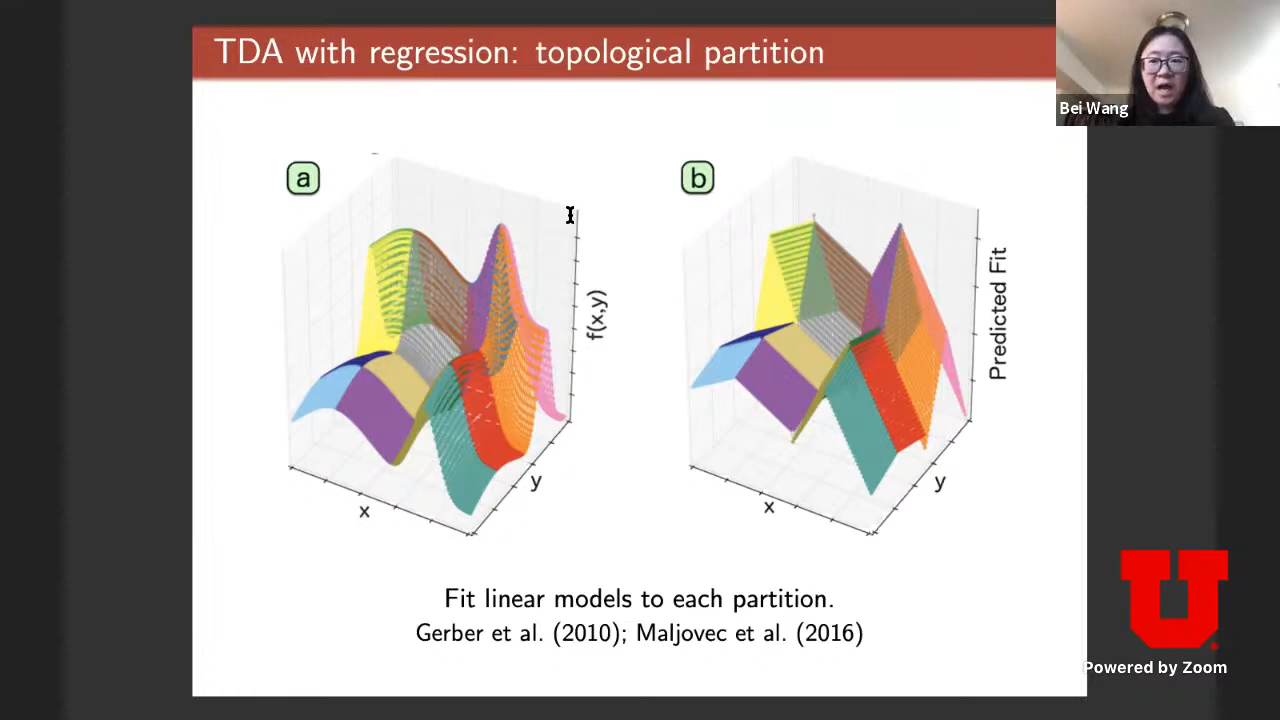 TDA with regression: topological partition
Bei Wang
a
b
f(x,y)
Predicted Fit
x
y
x
y
Fit linear models to each partition.
Gerber et al. (2010); Maljovec et al. (2016)
U
Powered by Zoom